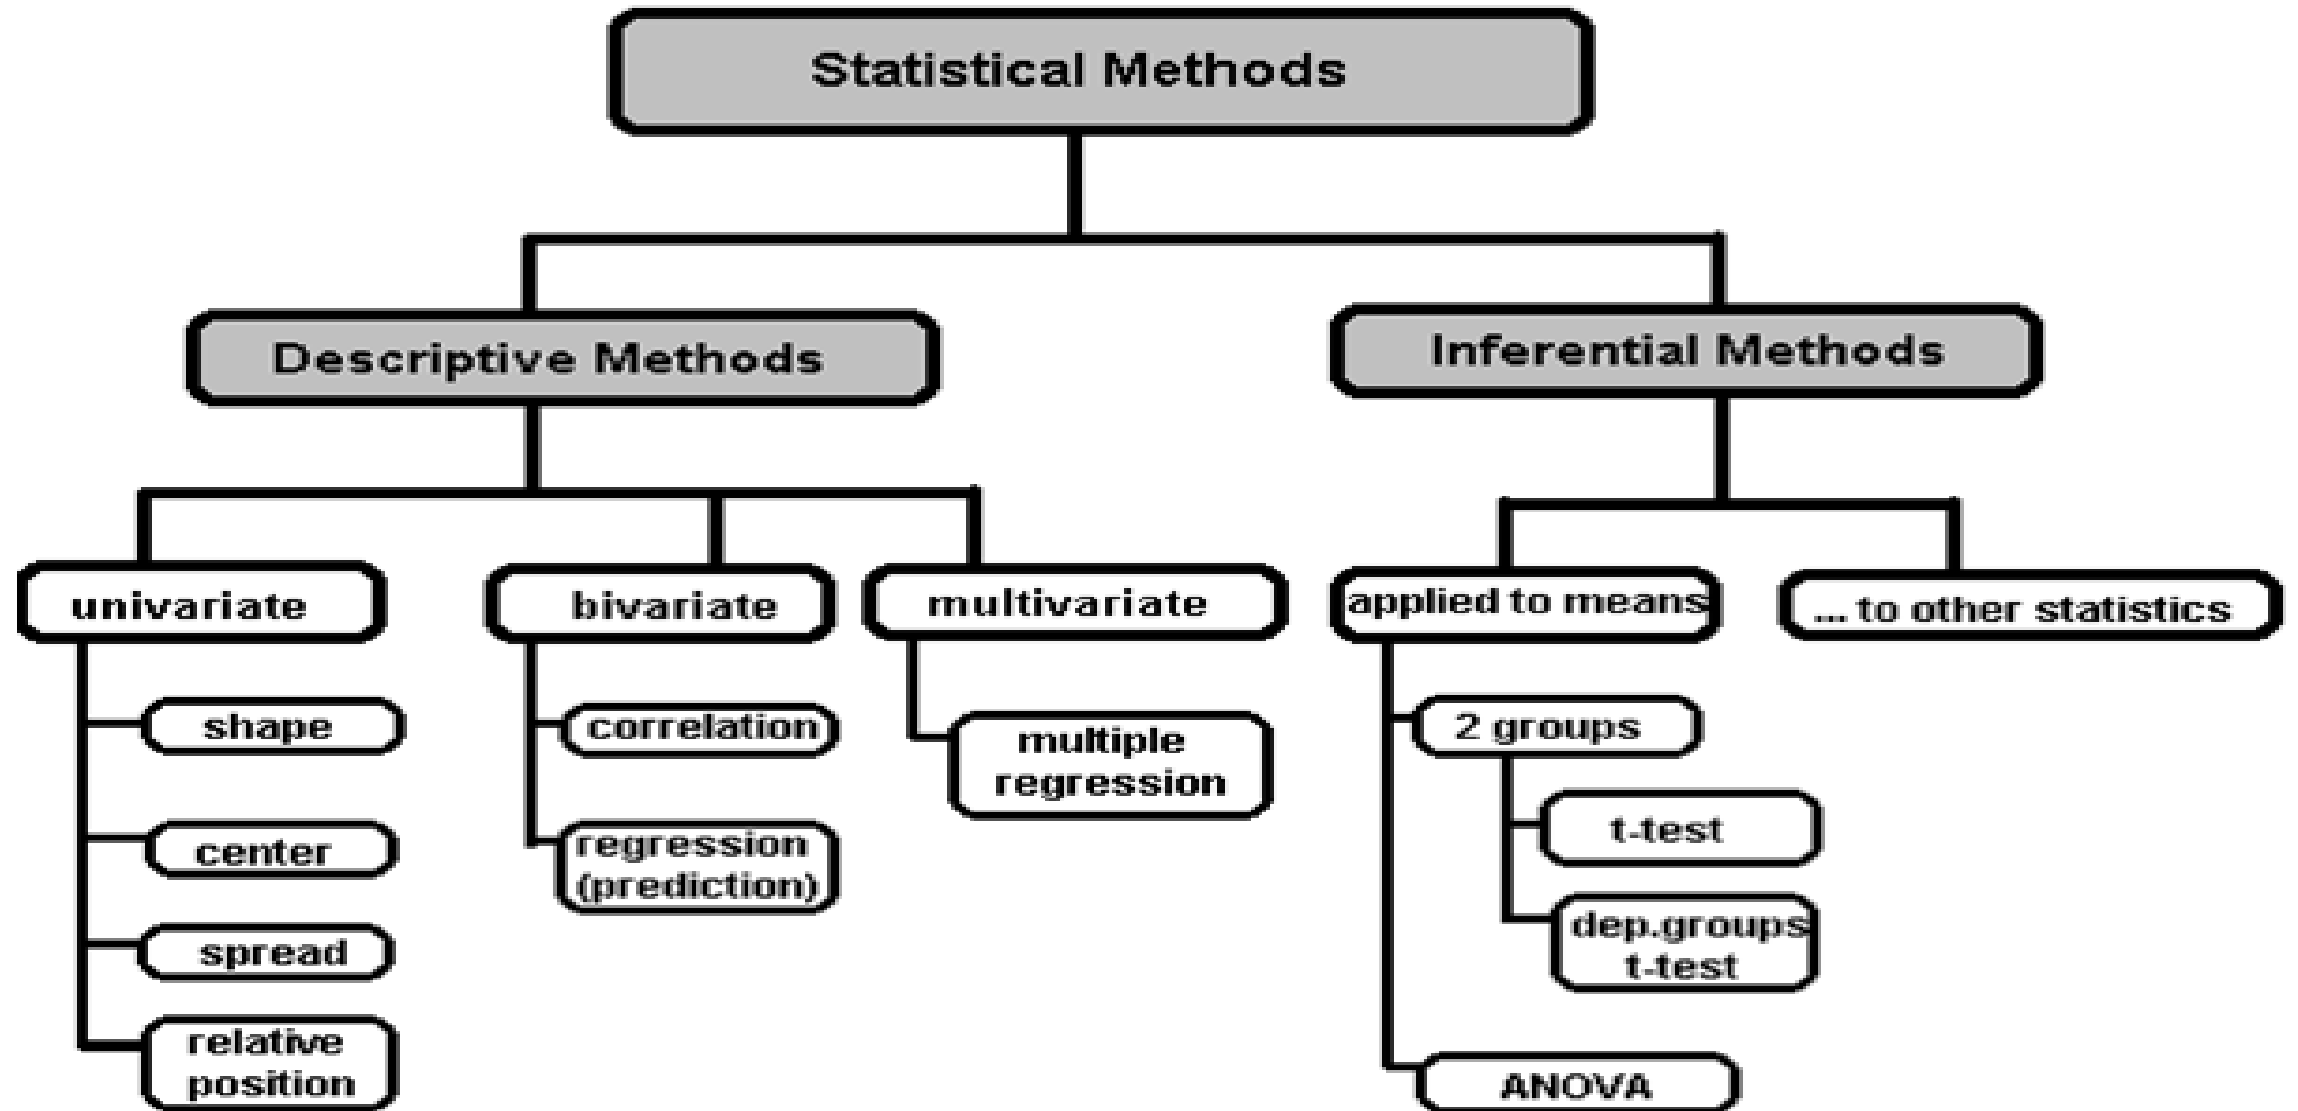 Statistical Methods
Descriptive Methods
Inferential Methods
univariate
bivariate
multivariate
applied to means
... to other statistics
shape
center
spread
relative
position
correlation
regression
(prediction)
multiple
regression
2 groups
t-test
dep.groups
t-test
ANOVA